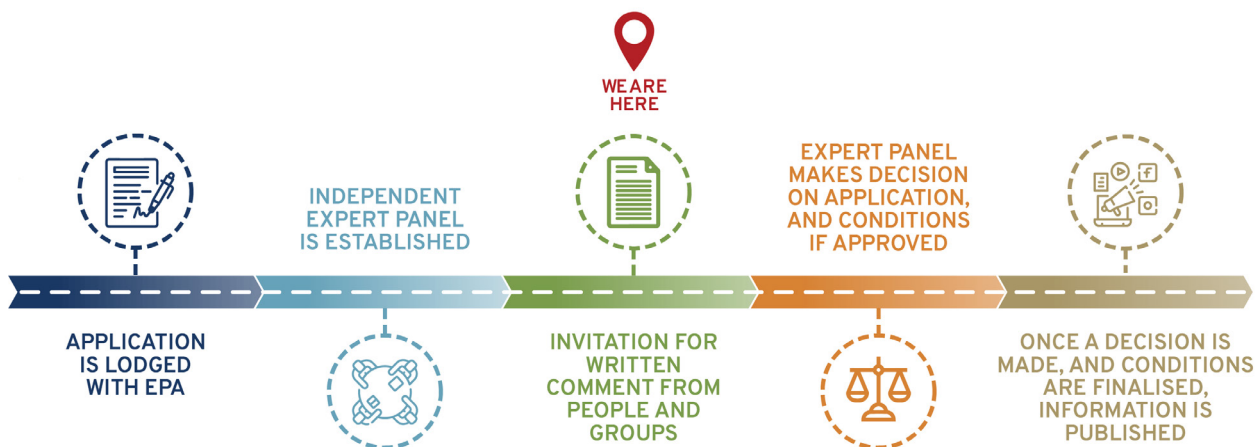 WE ARE
HERE
APPLICATION
IS LODGED
WITH EPA
INDEPENDENT
EXPERT PANEL
IS ESTABLISHED
INVITATION FOR
WRITTEN
COMMENT FROM
PEOPLE AND
GROUPS
EXPERT PANEL
MAKES DECISION
ON APPLICATION,
AND CONDITIONS
IF APPROVED
ONCE A DECISION IS
MADE, AND CONDITIONS
ARE FINALISED,
INFORMATION IS
PUBLISHED